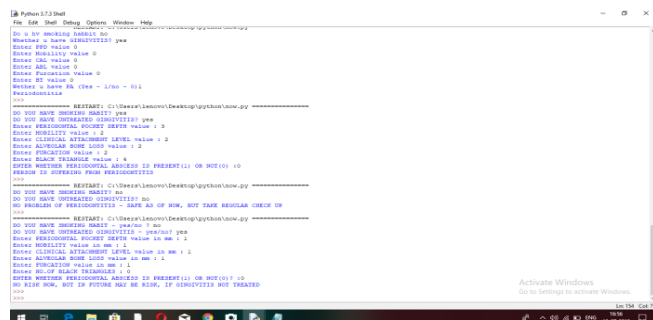 Python 3.7.3 Shell
File Edit Shell Debug Options Window Help
Do u hv smoking habbit no
Whether u have GINGIVITIS? yes
Enter PPD value 0
Enter Mobility value 0
Enter CAL value 0
Enter ABL value 0
Enter Furcation value 0
Enter BT value 0
Wether u have PA (Yes - 1/no - 0)1
Periodontitis
>>>
=============== RESTART: C:\Users\lenovo\Desktop\python\now.py ===============
DO YOU HAVE SMOKING HABIT? yes
DO YOU HAVE UNTREATED GINGIVITIS? yes
Enter PERIODONTAL POCKET DEPTH value : 3
Enter MOBILITY value : 2
Enter CLINICAL ATTACHMENT LEVEL value : 2
Enter ALVEOLAR BONE LOSS value : 2
Enter FURCATION value : 2
Enter BLACK TRIANGLE value : 4
ENTER WHETHER PERIODONTAL ABSCESS IS PRESENT(1) OR NOT(0) :0
PERSON IS SUFERING FROM PERIODONTITIS
>>>
=============== RESTART: C:\Users\lenovo\Desktop\python\now.py ===============
DO YOU HAVE SMOKING HABIT? no
DO YOU HAVE UNTREATED GINGIVITIS? no
NO PROBLEM OF PERIODONTITIS - SAFE AS OF NOW, BUT TAKE REGULAR CHECK UP
>>>
=============== RESTART: C:\Users\lenovo\Desktop\python\now.py ===============
DO YOU HAVE SMOKING HABIT - yes/no ? no
DO YOU HAVE UNTREATED GINGIVITIS - yes/no? yes
Enter PERIODONTAL POCKET DEPTH value in mm : 1
Enter MOBILITY value in mm : 1
Enter CLINICAL ATTACHMENT LEVEL value in mm : 1
Enter ALVEOLAR BONE LOSS value in mm : 1
Enter FURCATION value in mm : 1
Enter NO.OF BLACK TRIANGLES : 0
ENTER WHETHER PERIODONTAL ABSCESS IS PRESENT(1) OR NOT(0)? :0
NO RISK NOW, BUT IN FUTURE MAY BE RISK, IF GINGIVITIS NOT TREATED
>>>
>>>
Activate Windows
Go to Settings to activate Windows.
Ln: 154 Col: 7
ENG 16:56